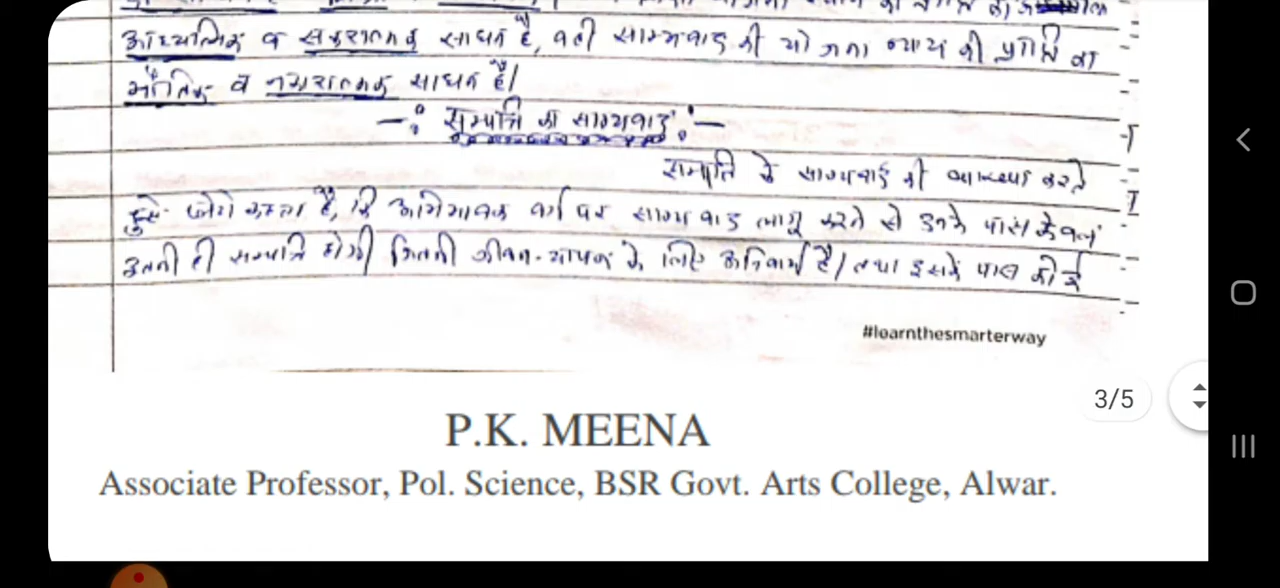 आध्यात्मिक व सकारात्मक साधन है, वही साम्यवाद की योजना न्याय की प्राप्ति का
भौतिक व नकारात्मक साधन है।
-: सम्पत्ति का साम्यवाद :-
सम्पत्ति के साम्यवाद की व्याख्या करते
हुए प्लेटो कहता है, कि अभिभावक वर्ग पर साम्यवाद लागू करने से उनके पास केवल
उतनी ही सम्पत्ति होगी जितनी जीवन-यापन के लिए अनिवार्य है। तथा इसके पास कोई
#learnthesmarterway
3/5
P.K. MEENA
Associate Professor, Pol. Science, BSR Govt. Arts College, Alwar.